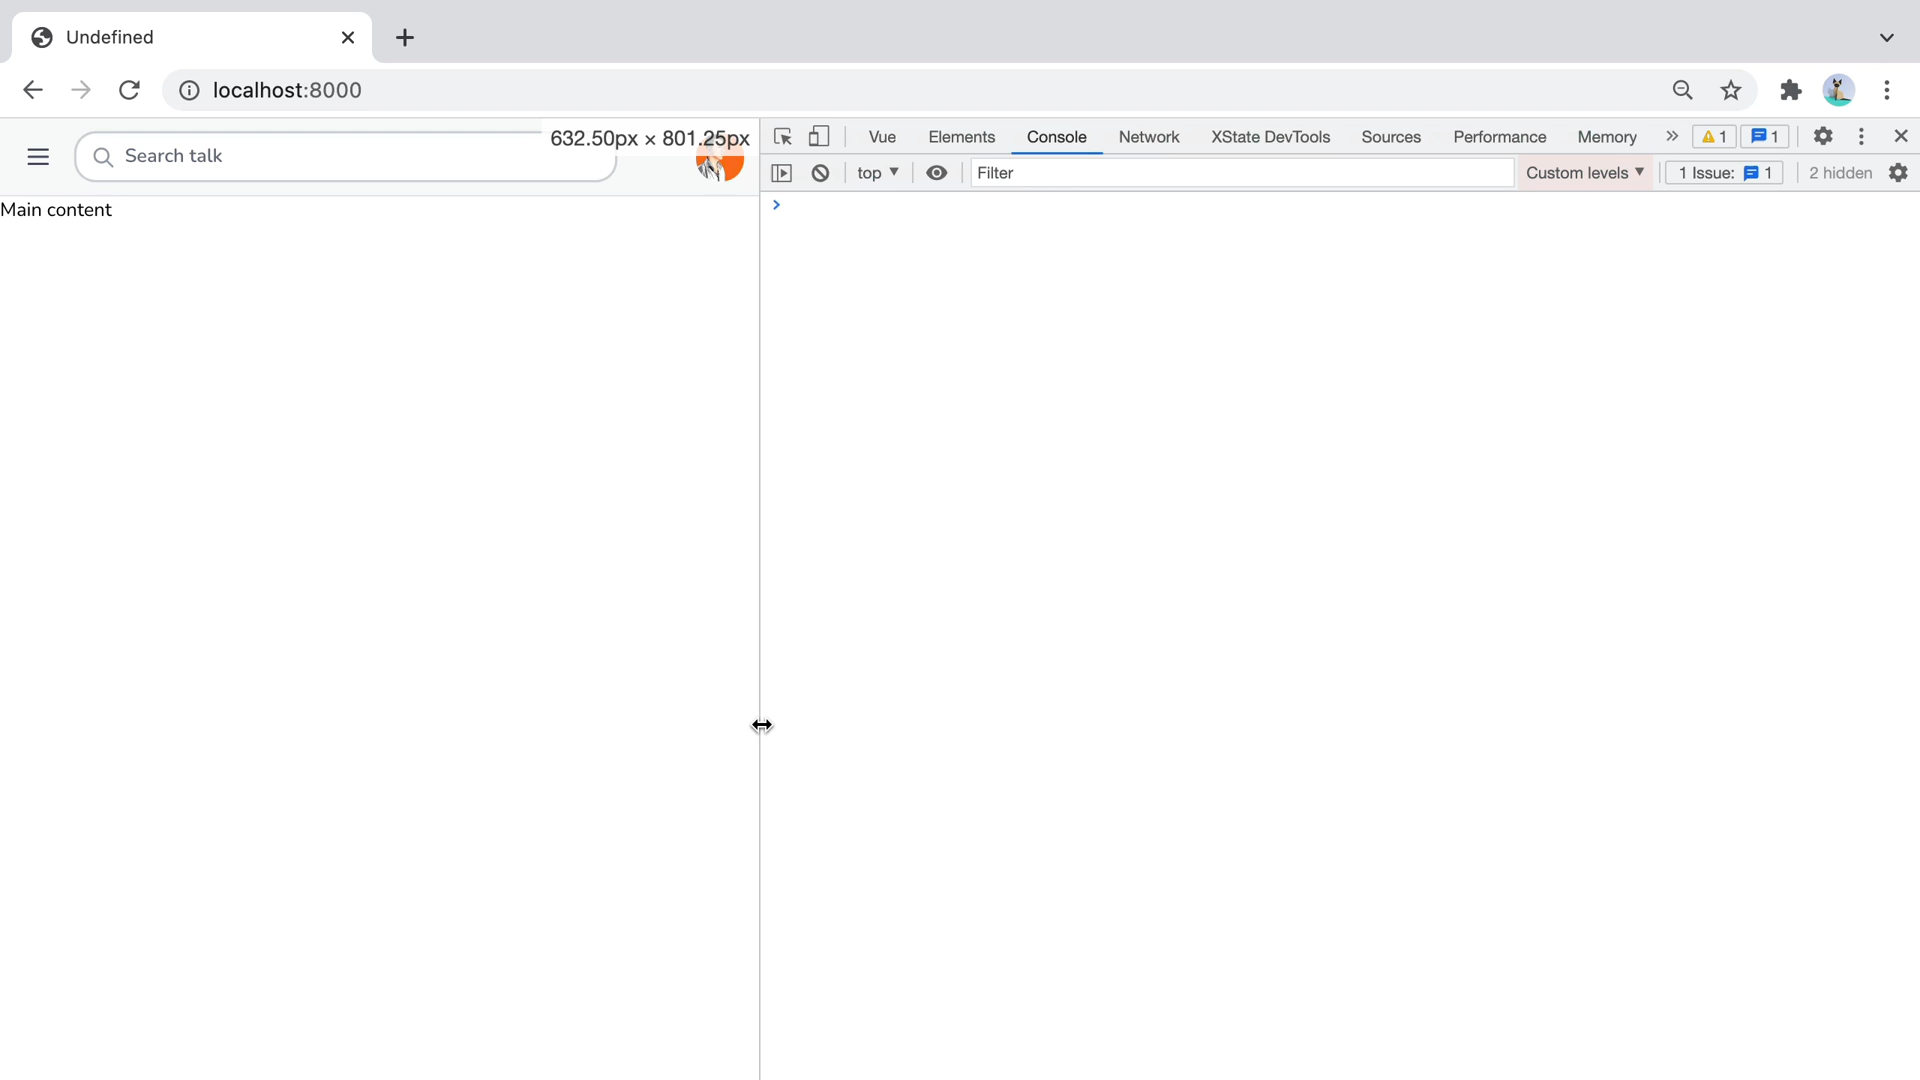 Undefined
localhost:8000
Search talk
632.50px × 801.25px
Main content
Vue Elements Console Network XState DevTools Sources Performance Memory 1 1
top Filter Custom levels 1 Issue: 1 2 hidden